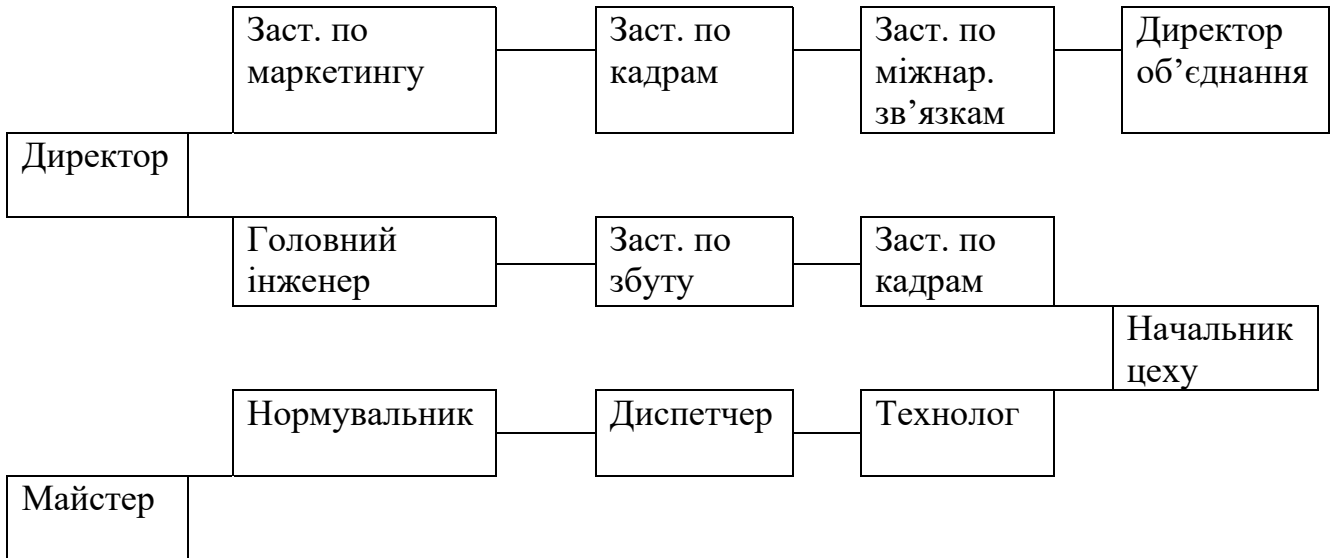 Заст. по
маркетингу
Заст. по
кадрам
Заст. по
міжнар.
зв’язкам
Директор
об’єднання
Директор
Головний
інженер
Заст. по
збуту
Заст. по
кадрам
Начальник
цеху
Нормувальник
Диспетчер
Технолог
Майстер